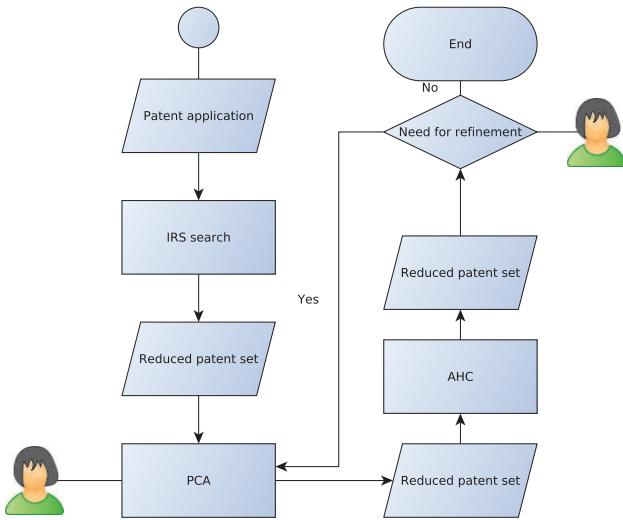 Patent application
IRS search
Reduced patent set
PCA
Reduced patent set
AHC
Reduced patent set
Need for refinement
Yes
No
End